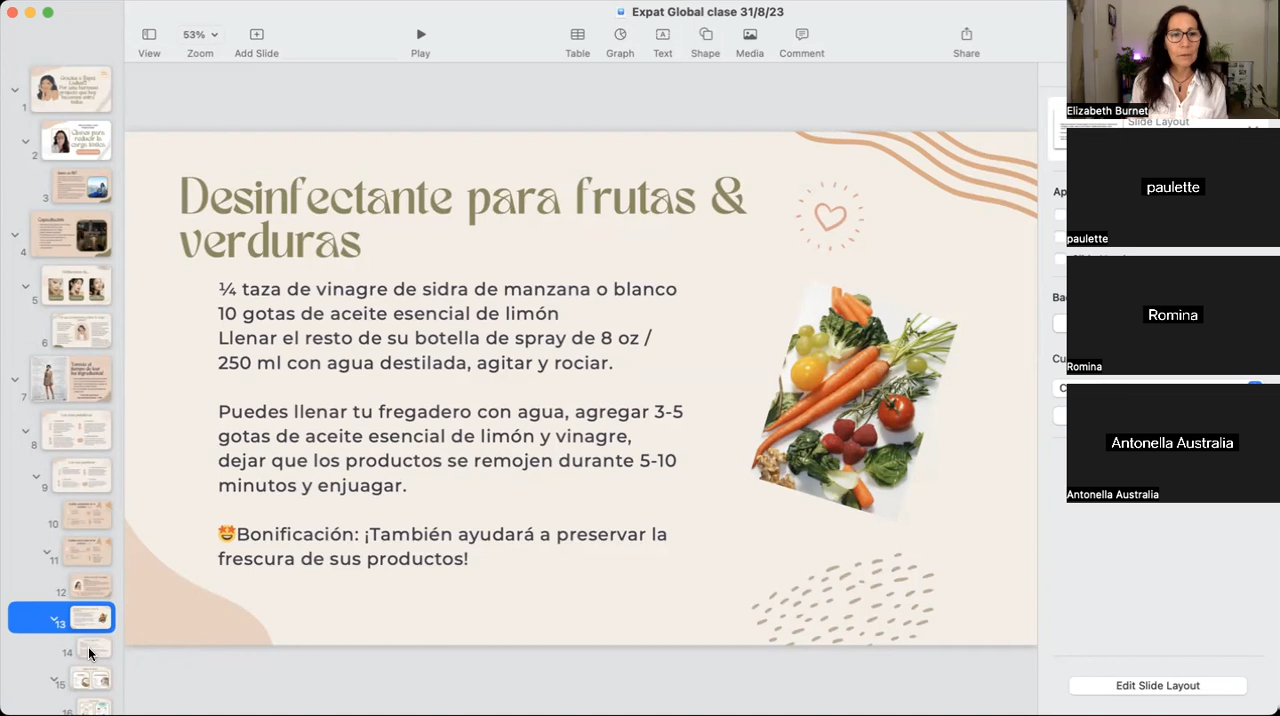 Expat Global clase 31/8/23
53%
View
Zoom
Add Slide
Play
Table
Graph
Text
Shape
Media
Comment
Share
Desinfectante para frutas &
verduras
¼ taza de vinagre de sidra de manzana o blanco
10 gotas de aceite esencial de limón
Llenar el resto de su botella de spray de 8 oz /
250 ml con agua destilada, agitar y rociar.
Puedes llenar tu fregadero con agua, agregar 3-5
gotas de aceite esencial de limón y vinagre,
dejar que los productos se remojen durante 5-10
minutos y enjuagar.
🤩Bonificación: ¡También ayudará a preservar la
frescura de sus productos!
1
2
3
4
5
6
7
8
9
10
11
12
13
14
15
16
Elizabeth Burnet
Slide Layout
paulette
paulette
Romina
Romina
Antonella Australia
Antonella Australia
Edit Slide Layout